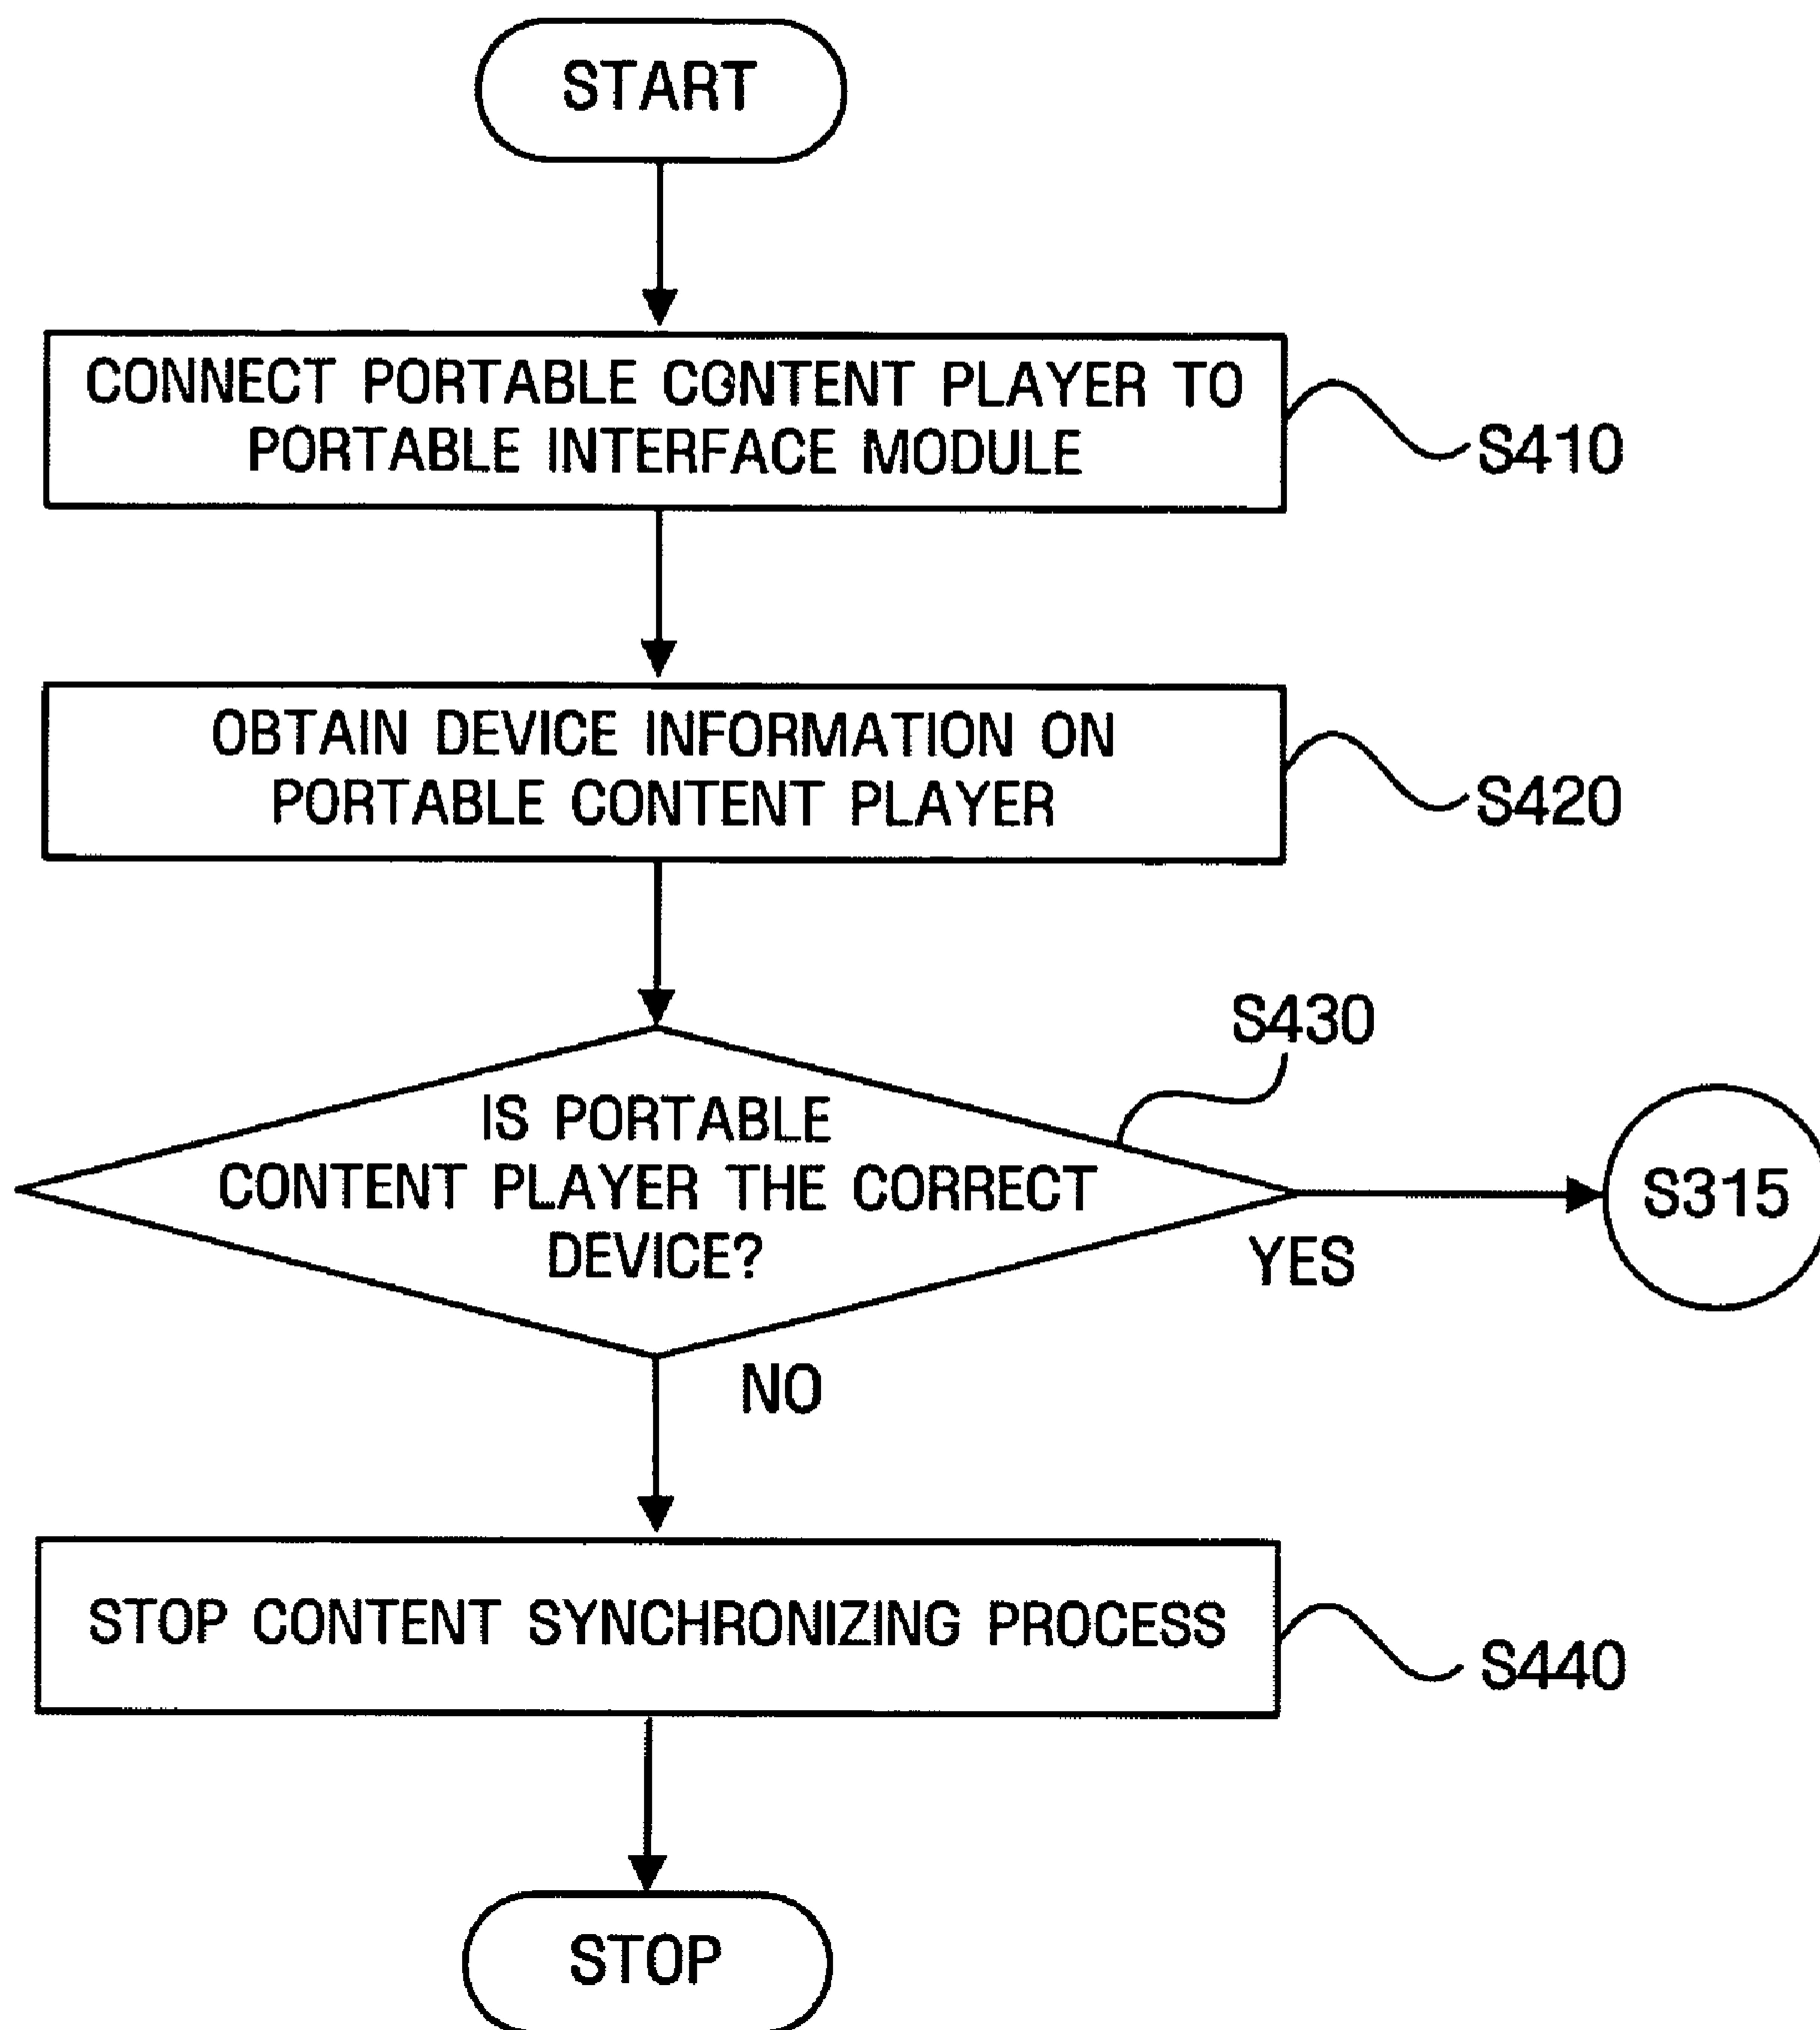 START
CONNECT PORTABLE CONTENT PLAYER TO
PORTABLE INTERFACE MODULE
S410
OBTAIN DEVICE INFORMATION ON
PORTABLE CONTENT PLAYER
S420
S430
IS PORTABLE
CONTENT PLAYER THE CORRECT
DEVICE?
YES
S315
NO
STOP CONTENT SYNCHRONIZING PROCESS
S440
STOP